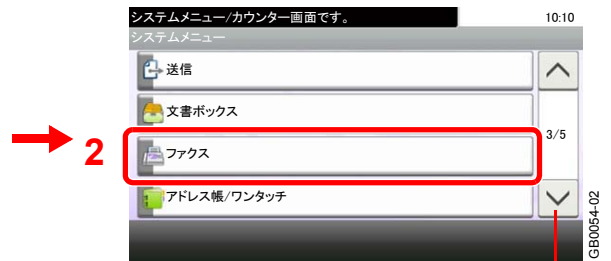 システムメニュー/カウンター画面です。
10:10
システムメニュー
送信
文書ボックス
2
ファクス
3/5
アドレス帳/ワンタッチ
GB0054-02